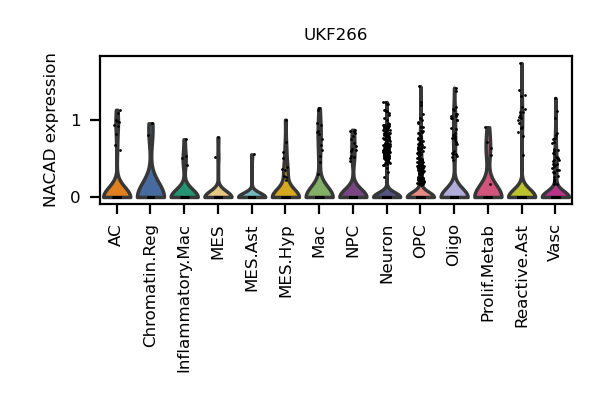 UKF266
NACAD expression
1
0
AC
Chromatin.Reg
Inflammatory.Mac
MES
MES.Ast
MES.Hyp
Mac
NPC
Neuron
OPC
Oligo
Prolif.Metab
Reactive.Ast
Vasc